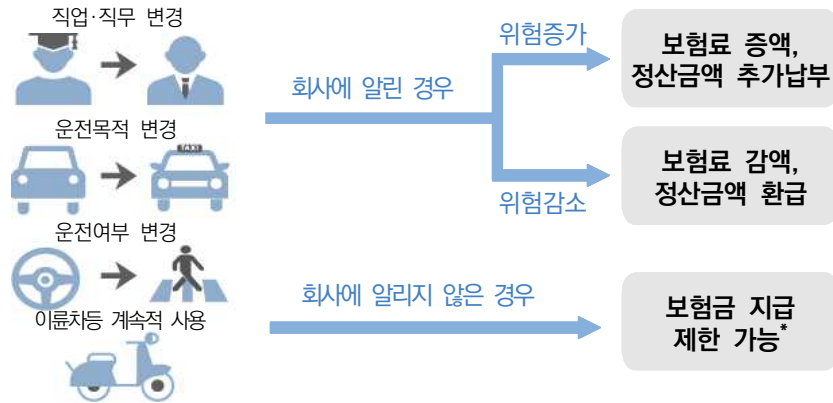 직업·직무 변경
운전목적 변경
TAXI
운전여부 변경
이륜차등 계속적 사용
회사에 알린 경우
위험증가
보험료 증액,
정산금액 추가납부
위험감소
보험료 감액,
정산금액 환급
회사에 알리지 않은 경우
보험금 지급
제한 가능*